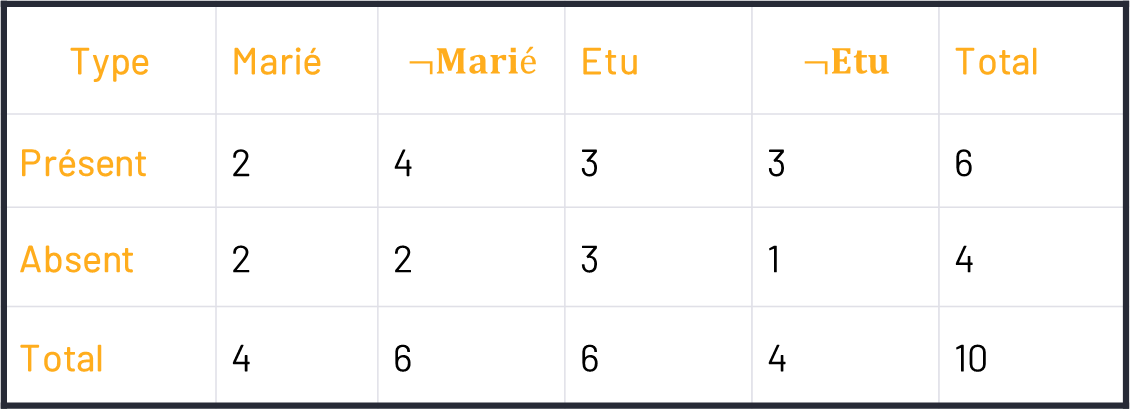 Type Marié ¬Marié Etu ¬Etu Total
Présent 2 4 3 3 6
Absent 2 2 3 1 4
Total 4 6 6 4 10